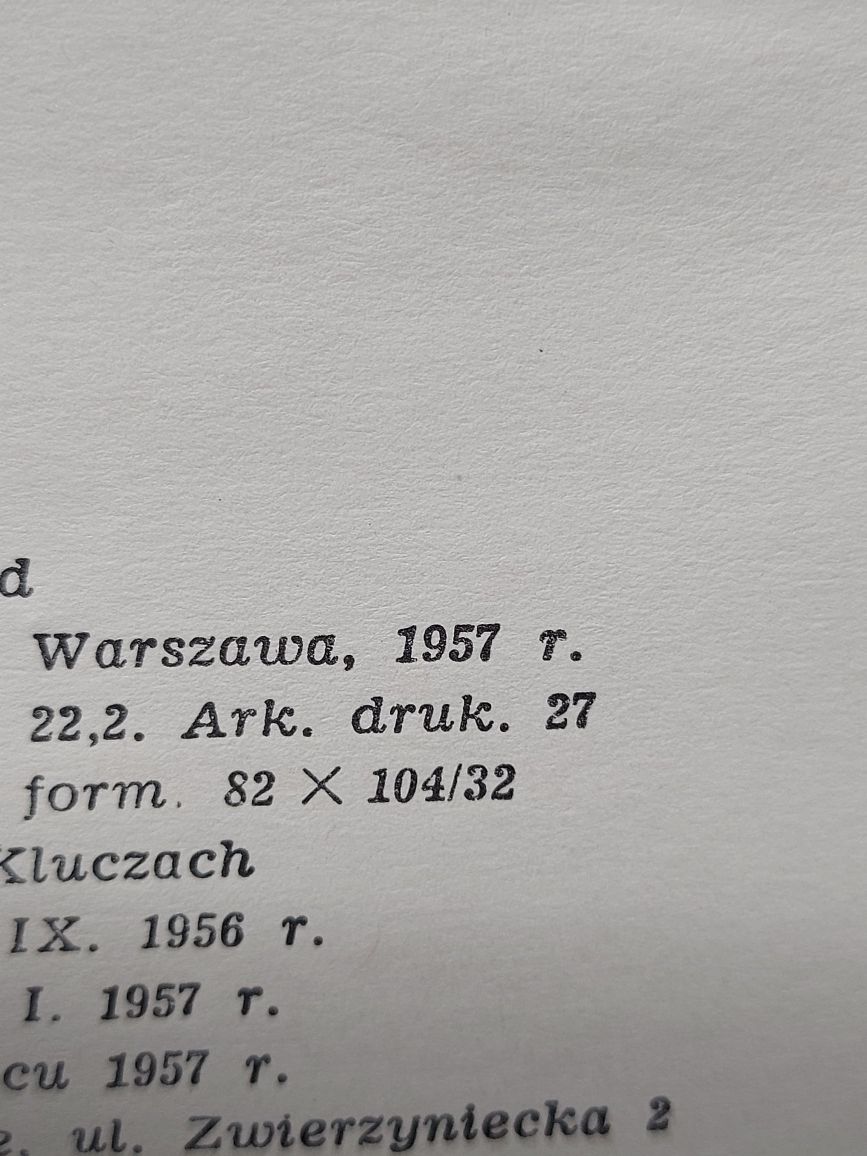 d
Warszawa, 1957 r.
22,2. Ark. druk. 27
form. 82 × 104/32
Kluczach
IX. 1956 r.
I. 1957 r.
cu 1957 r.
e, ul. Zwierzyniecka 2